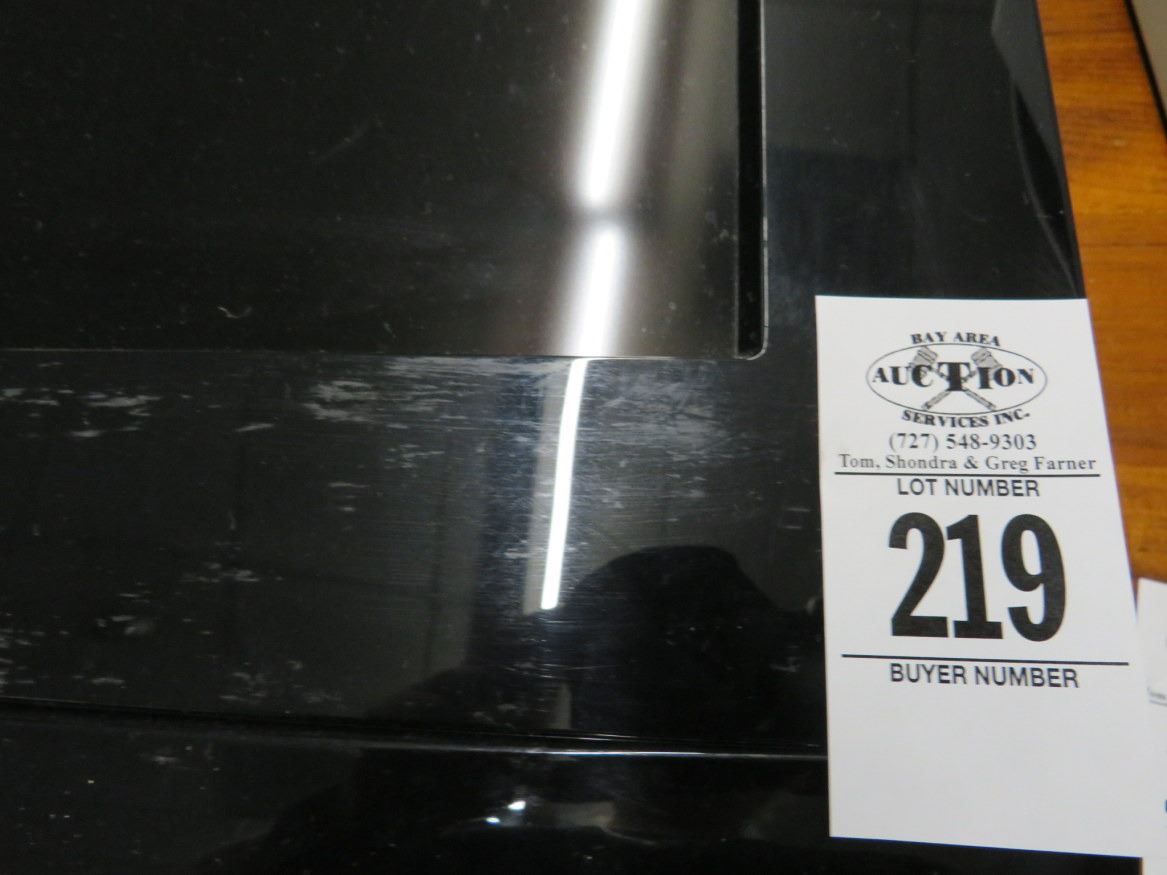 BAY AREA
AUCTION
SERVICES INC.
(727) 548-9303
Tom, Shondra & Greg Farner
LOT NUMBER
219
BUYER NUMBER